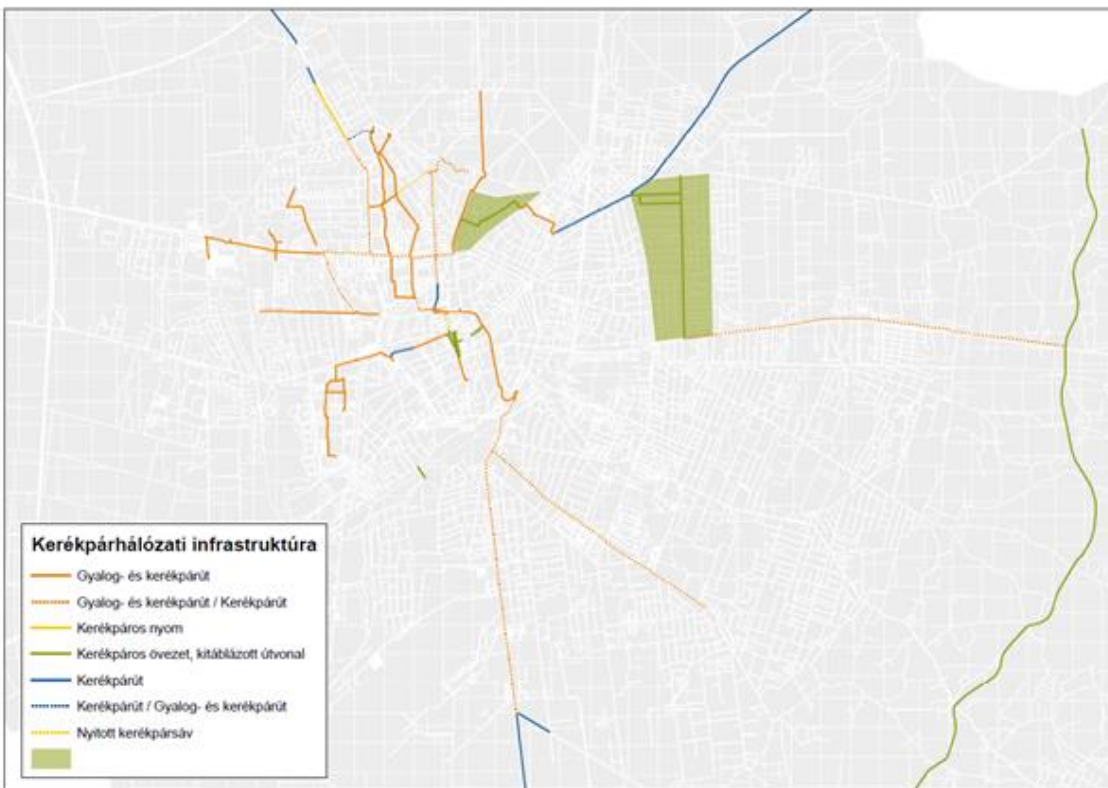 Kerékpárhálózati infrastruktúra
Gyalog- és kerékpárút
Gyalog- és kerékpárút / Kerékpárút
Kerékpáros nyom
Kerékpáros övezet, kitáblázott útvonal
Kerékpárút
Kerékpárút / Gyalog- és kerékpárút
Nyitott kerékpársáv